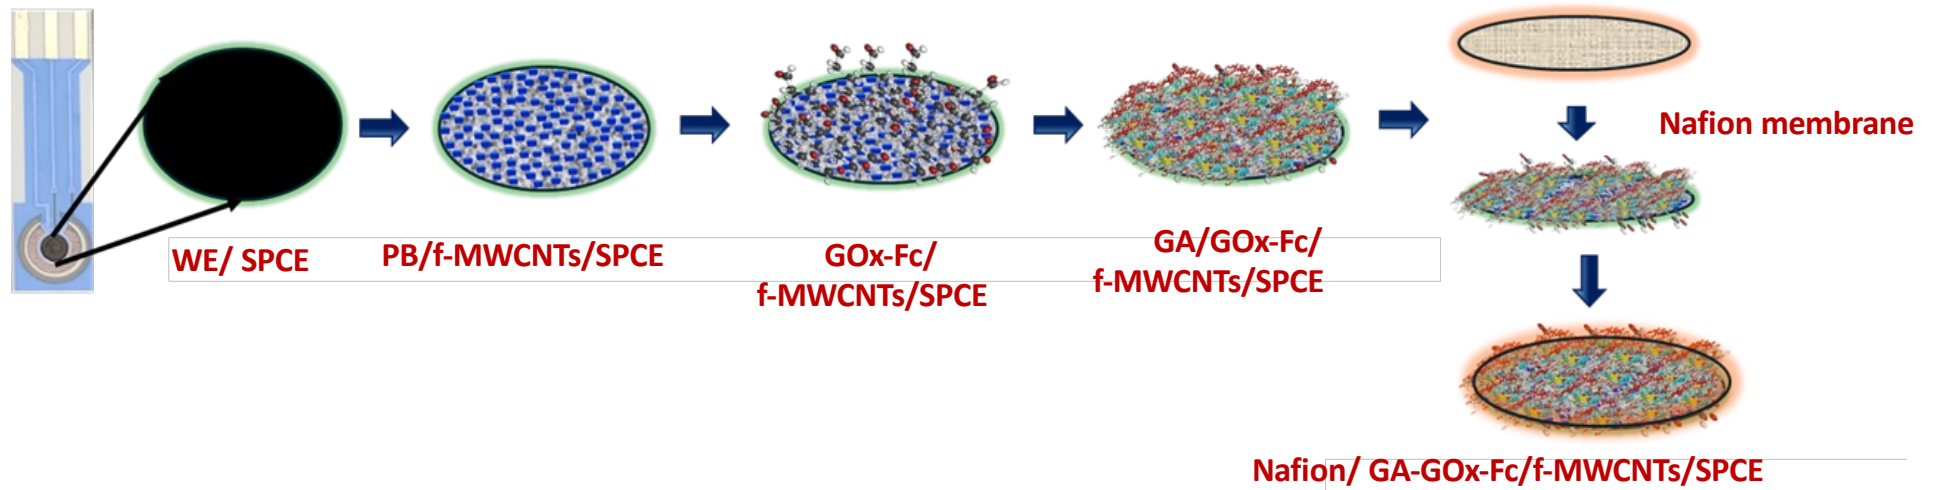 WE/ SPCE
PB/f-MWCNTs/SPCE
GOx-Fc/
f-MWCNTs/SPCE
GA/GOx-Fc/
f-MWCNTs/SPCE
Nafion membrane
Nafion/ GA-GOx-Fc/f-MWCNTs/SPCE